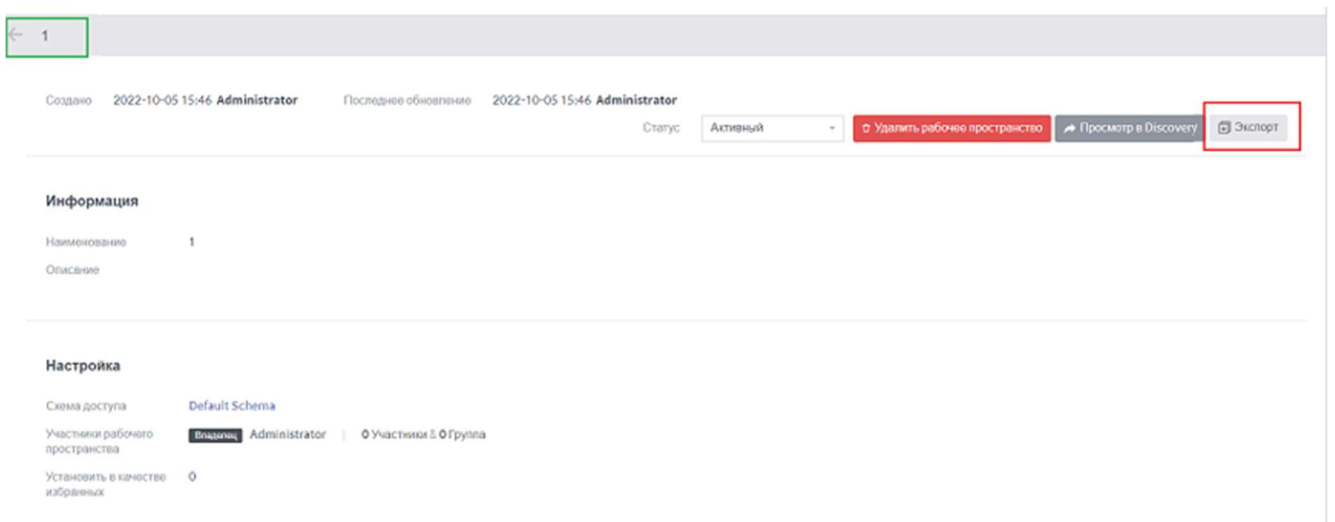 ← 1
Создано 2022-10-05 15:46 Administrator Последнее обновление 2022-10-05 15:46 Administrator
Статус Активный Удалить рабочее пространство Просмотр в Discovery Экспорт
Информация
Наименование 1
Описание
Настройка
Схема доступа Default Schema
Участники рабочего
пространства
Владелец Administrator | 0 Участники & 0 Группа
Установить в качестве
избранных
0